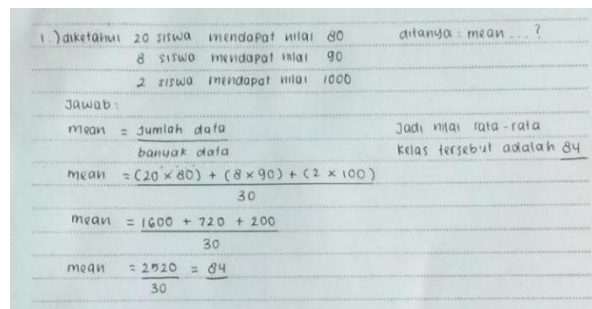 1.) diketahui 20 siswa mendapat nilai 80 ditanya : mean ... ?
8 siswa mendapat nilai 90
2 siswa mendapat nilai 1000
Jawab :
mean = Jumlah data
banyak data
Jadi nilai rata-rata
kelas tersebut adalah 84
mean = (20 x 80) + (8 x 90) + (2 x 100)
30
mean = 1600 + 720 + 200
30
mean = 2520 = 84
30